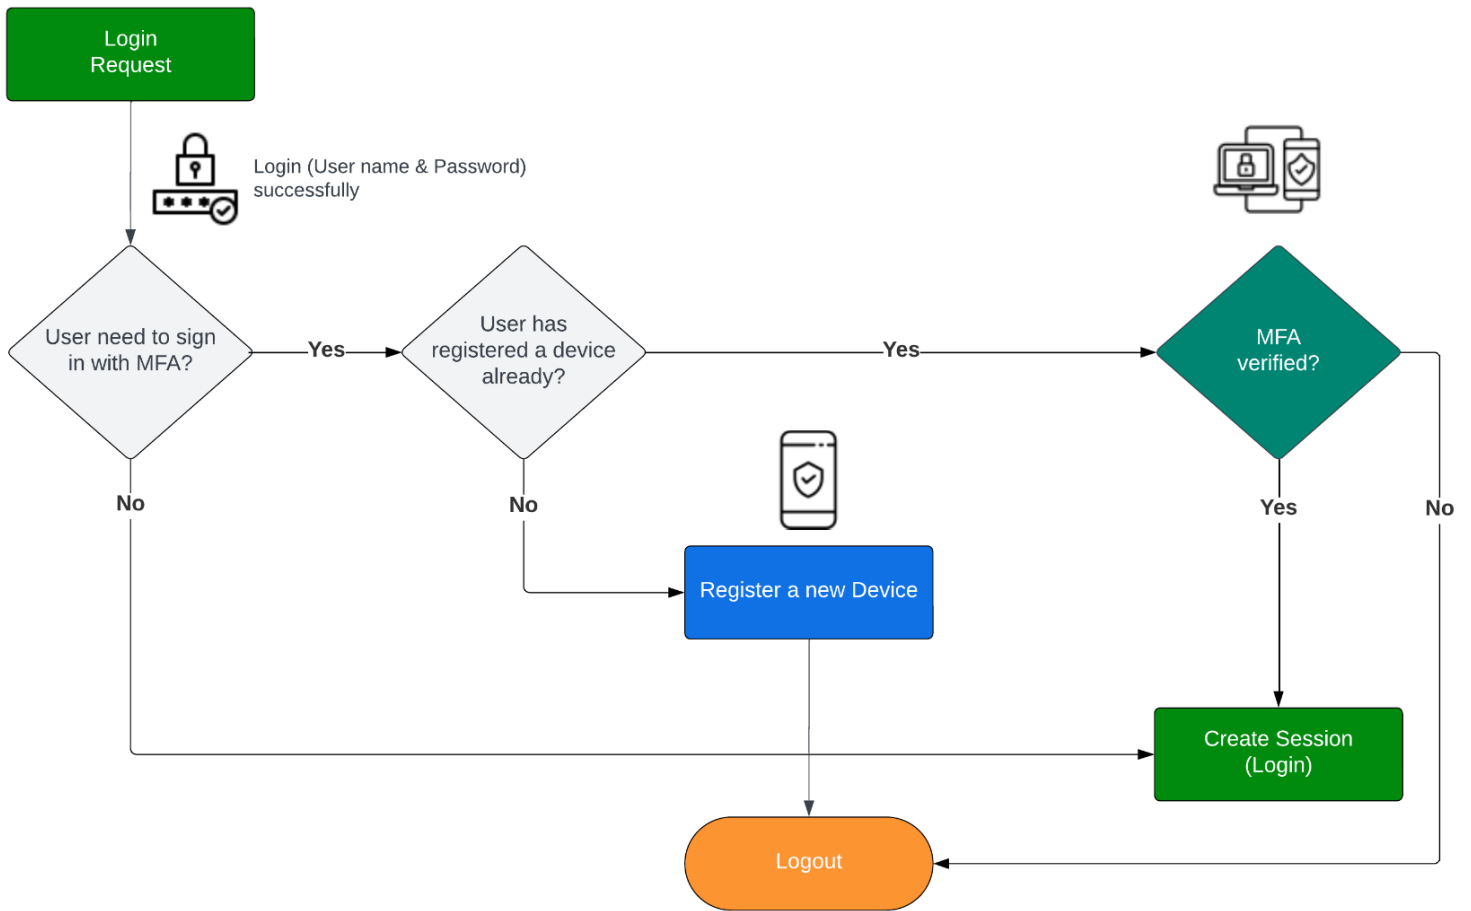 Login
Request
Login (User name & Password)
successfully
User need to sign
in with MFA?
Yes
User has
registered a device
already?
Yes
MFA
verified?
No
No
Yes
No
Register a new Device
Create Session
(Login)
Logout